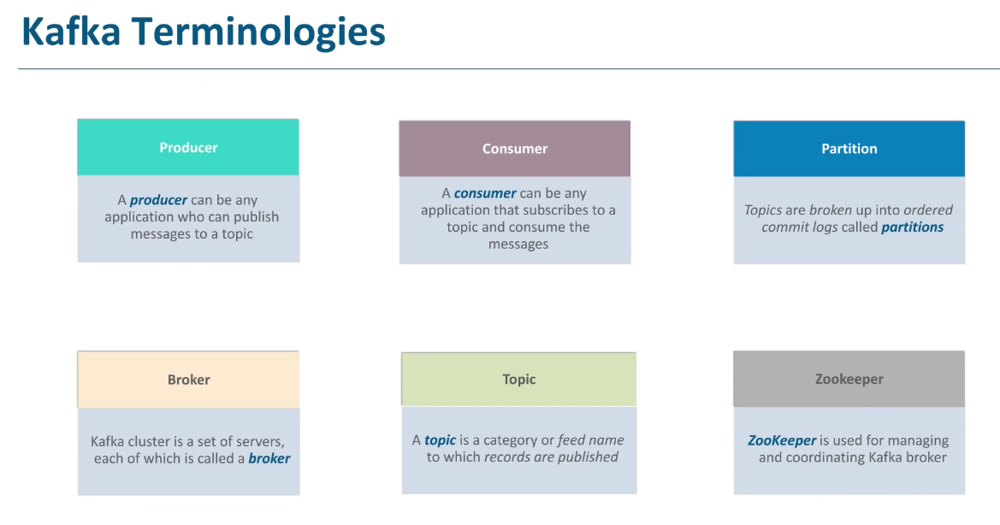 Kafka Terminologies
Producer
A producer can be any
application who can publish
messages to a topic
Consumer
A consumer can be any
application that subscribes to a
topic and consume the
messages
Partition
Topics are broken up into ordered
commit logs called partitions
Broker
Kafka cluster is a set of servers,
each of which is called a broker
Topic
A topic is a category or feed name
to which records are published
Zookeeper
ZooKeeper is used for managing
and coordinating Kafka broker